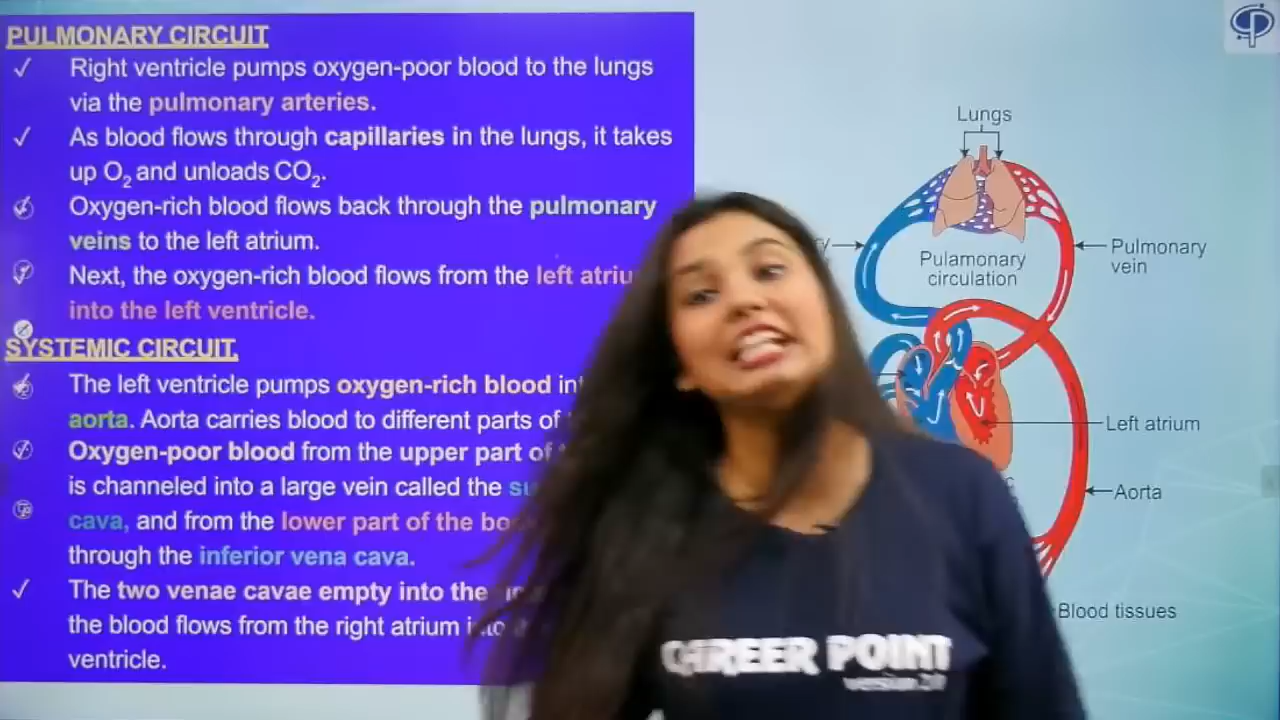 PULMONARY CIRCUIT
✓ Right ventricle pumps oxygen-poor blood to the lungs
via the pulmonary arteries.
✓ As blood flows through capillaries in the lungs, it takes
up O₂ and unloads CO₂.
Oxygen-rich blood flows back through the pulmonary
veins to the left atrium.
Next, the oxygen-rich blood flows from the left
into the left ventricle.
SYSTEMIC CIRCUIT.
The left ventricle pumps oxygen-rich blood
aorta. Aorta carries blood to different parts of
Oxygen-poor blood from the upper part of
is channeled into a large vein called the
cava, and from the lower part of the
through the inferior vena cava.
✓ The two venae cavae empty into the
the blood flows from the right atrium
ventricle.
Lungs
Pulamonary
circulation
Pulmonary
vein
Left atrium
Aorta
Blood tissues
CAREER POINT
version 2.0